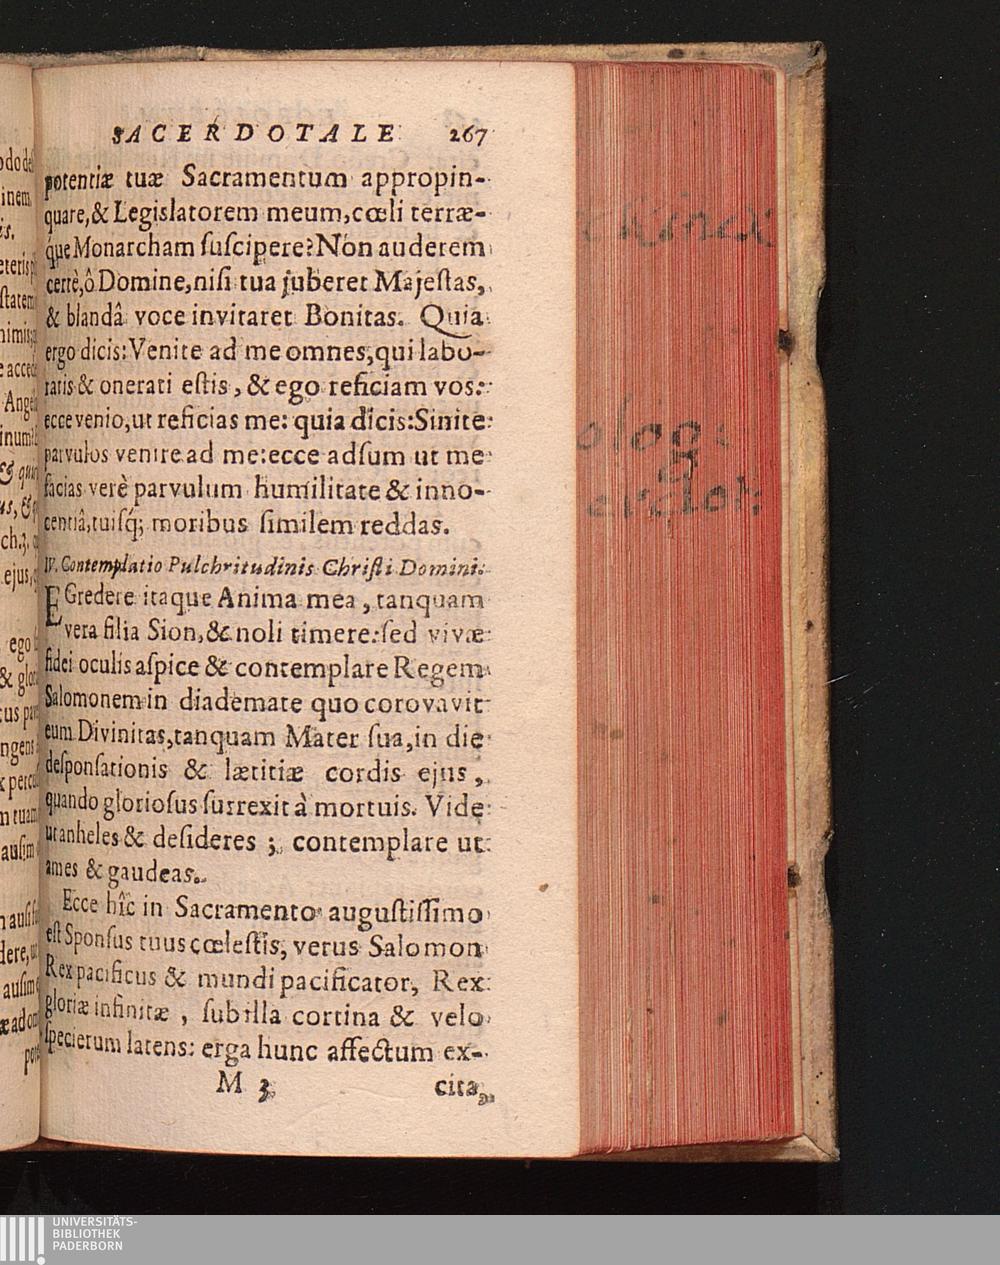 SACERDOTALE 267
potentiæ tuæ Sacramentum appropin-
quare, & Legislatorem meum, cœli terræ-
q́ue Monarcham ſuſcipere? Non auderem
certè, ô Domine, niſi tua juberet Majeſtas,
& blandâ voce invitaret Bonitas. Quia
ergo dicis: Venite ad me omnes, qui labo-
ratis & onerati eſtis, & ego reficiam vos:
ecce venio, ut reficias me: quia dicis: Sinite
parvulos venire ad me: ecce adſum ut me
facias verè parvulum humilitate & inno-
centiâ, tuiſq́; moribus ſimilem reddas.
IV. Contemplatio Pulchritudinis Chriſti Domini.
EGredere itaque Anima mea, tanquam
vera filia Sion, & noli timere: ſed vivæ
fidei oculis aſpice & contemplare Regem
Salomonem in diademate quo corovavit
eum Divinitas, tanquam Mater ſua, in die
deſponſationis & lætitiæ cordis ejus,
quando glorioſus ſurrexit à mortuis. Vide
ut anheles & deſideres; contemplare ut
ames & gaudeas.
Ecce hîc in Sacramento auguſtiſſimo
eſt Sponſus tuus cœleſtis, verus Salomon
Rex pacificus & mundi pacificator, Rex
gloriæ infinitæ, ſub illa cortina & velo
ſpecierum latens: erga hunc affectum ex-
M 3 cita
UNIVERSITÄTS-
BIBLIOTHEK
PADERBORN